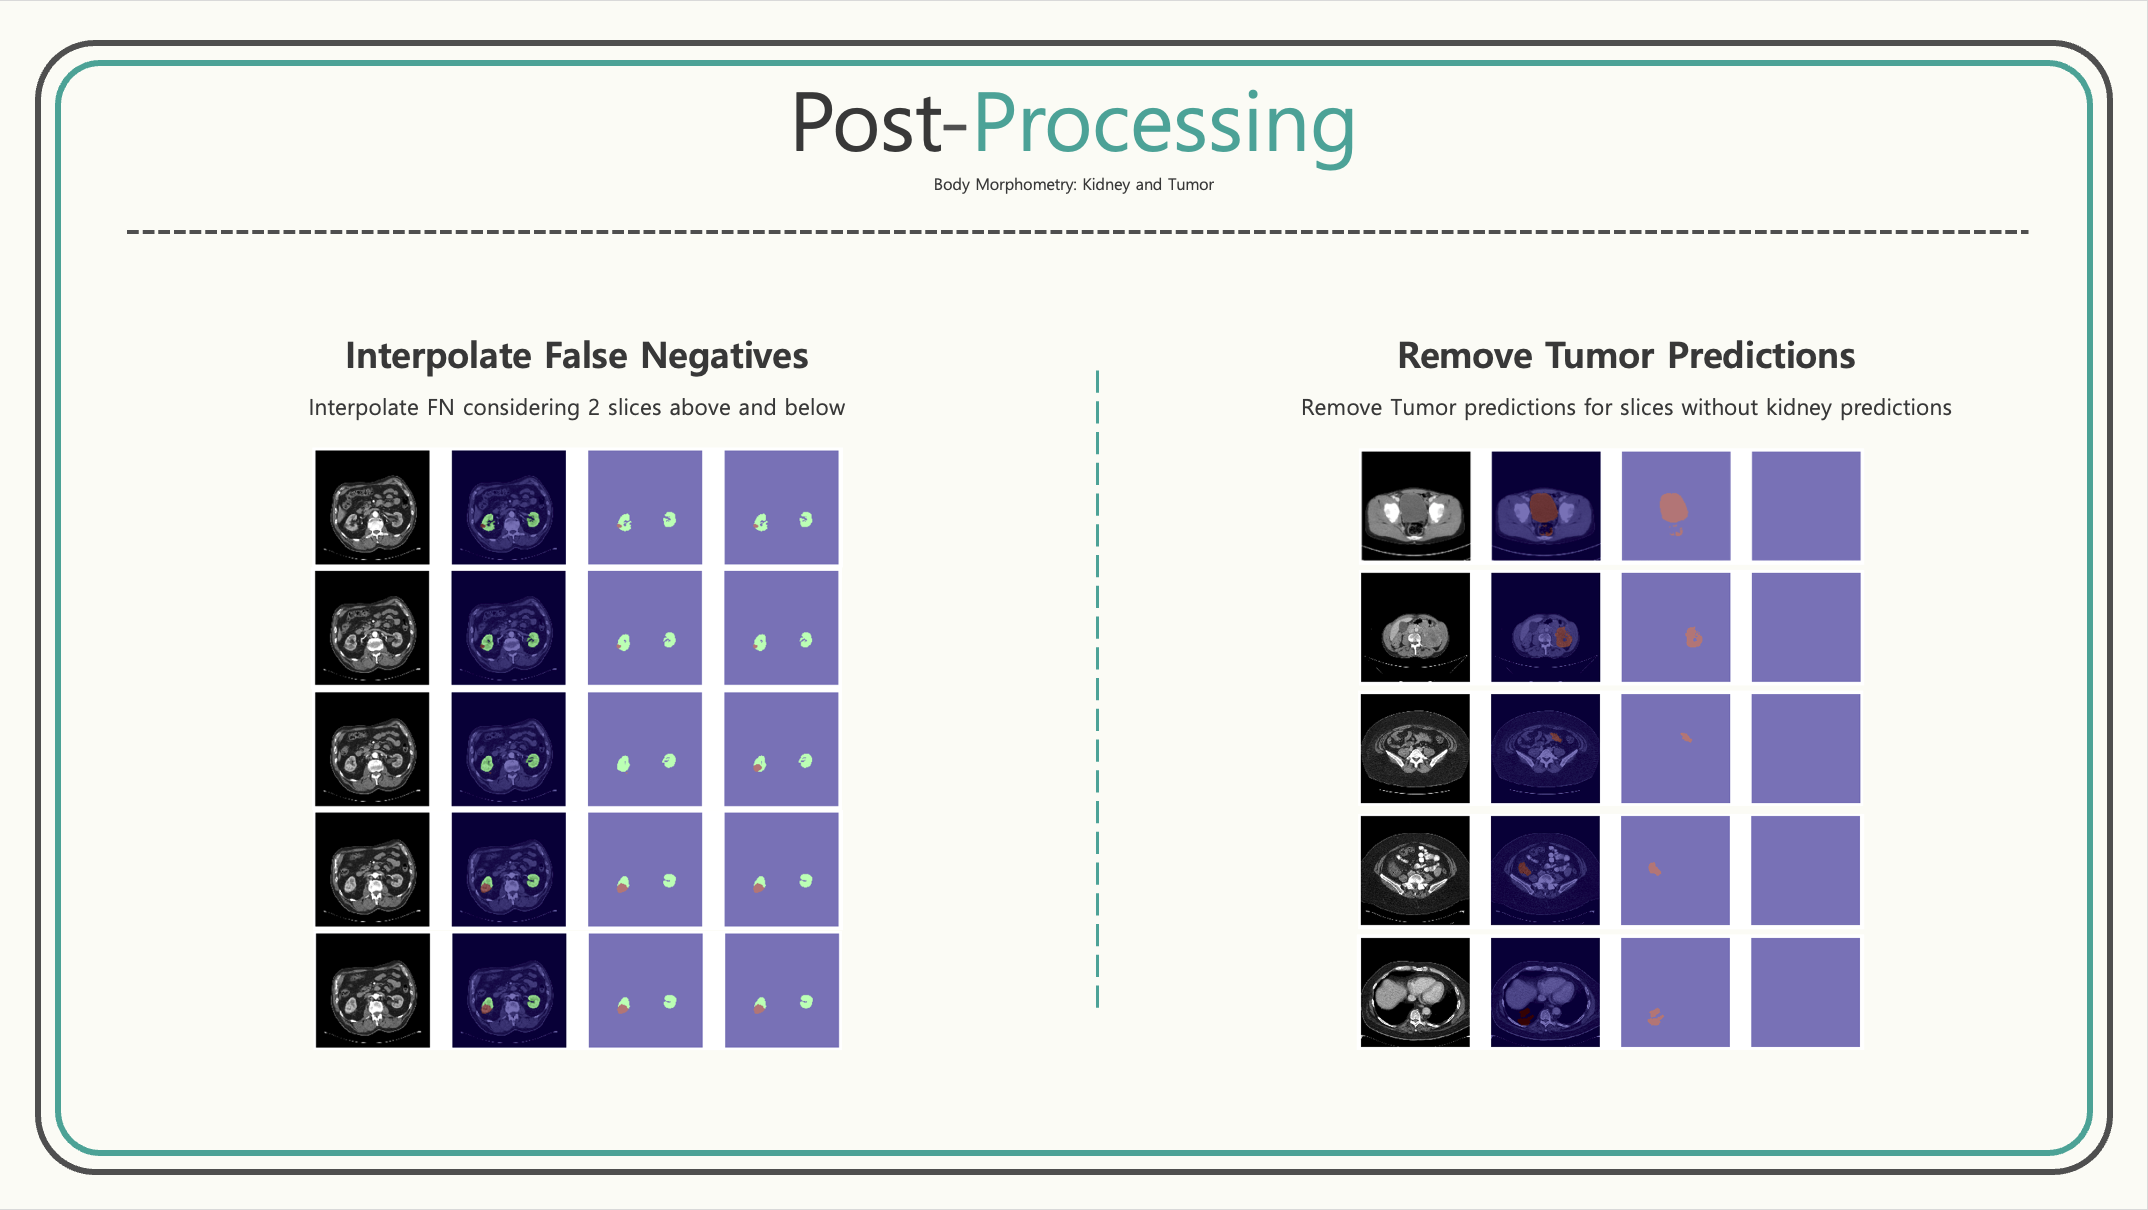 Post-Processing
Body Morphometry: Kidney and Tumor
Interpolate False Negatives
Interpolate FN considering 2 slices above and below
Remove Tumor Predictions
Remove Tumor predictions for slices without kidney predictions